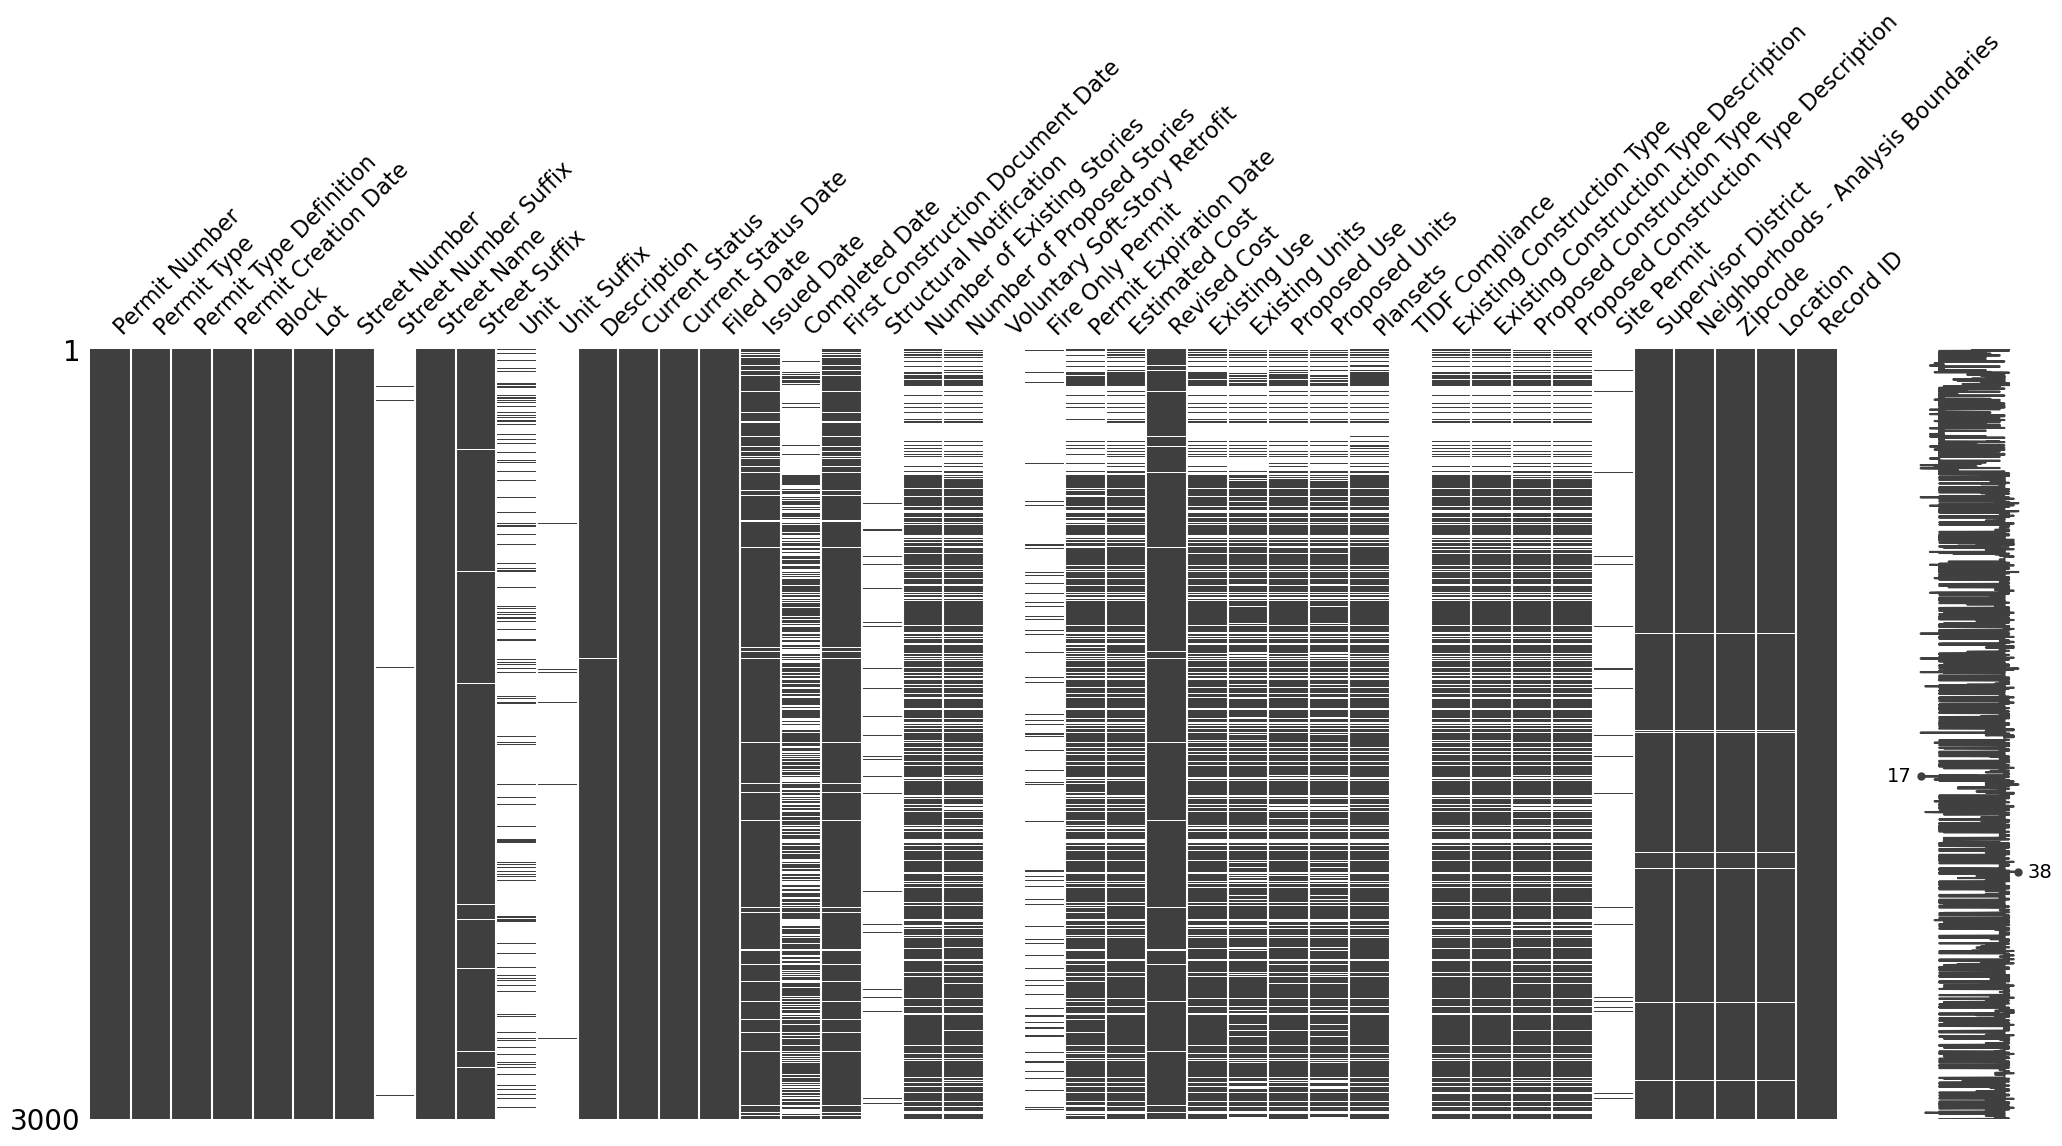 Permit Number
Permit Type
Permit Type Definition
Permit Creation Date
Block
Lot
Street Number
Street Number Suffix
Street Name
Street Suffix
Unit
Unit Suffix
Description
Current Status
Current Status Date
Filed Date
Issued Date
Completed Date
First Construction Document Date
Structural Notification
Number of Existing Stories
Number of Proposed Stories
Voluntary Soft-Story Retrofit
Fire Only Permit
Permit Expiration Date
Estimated Cost
Revised Cost
Existing Use
Existing Units
Proposed Use
Proposed Units
Plansets
TIDF Compliance
Existing Construction Type
Existing Construction Type Description
Proposed Construction Type
Proposed Construction Type Description
Site Permit
Supervisor District
Neighborhoods - Analysis Boundaries
Zipcode
Location
Record ID
1
17
38
3000